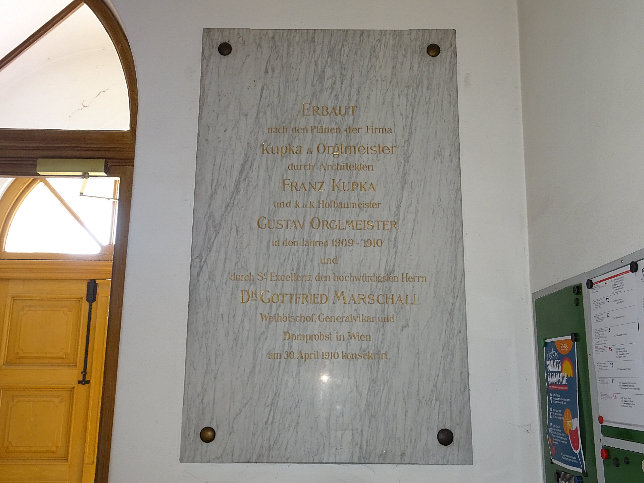 ERBAUT
nach den Plänen der Firma
Kupka & Orglmeister
durch Architekten
FRANZ KUPKA
und k.u.k. Hofbaumeister
GUSTAV ORGLMEISTER
in den Jahren 1909 - 1910
und
durch Se Excellenz den hochwürdigsten Herrn
DR. GOTTFRIED MARSCHALL
Weihbischof, Generalvikar und
Domprobst in Wien
am 30. April 1910 konsekriert.